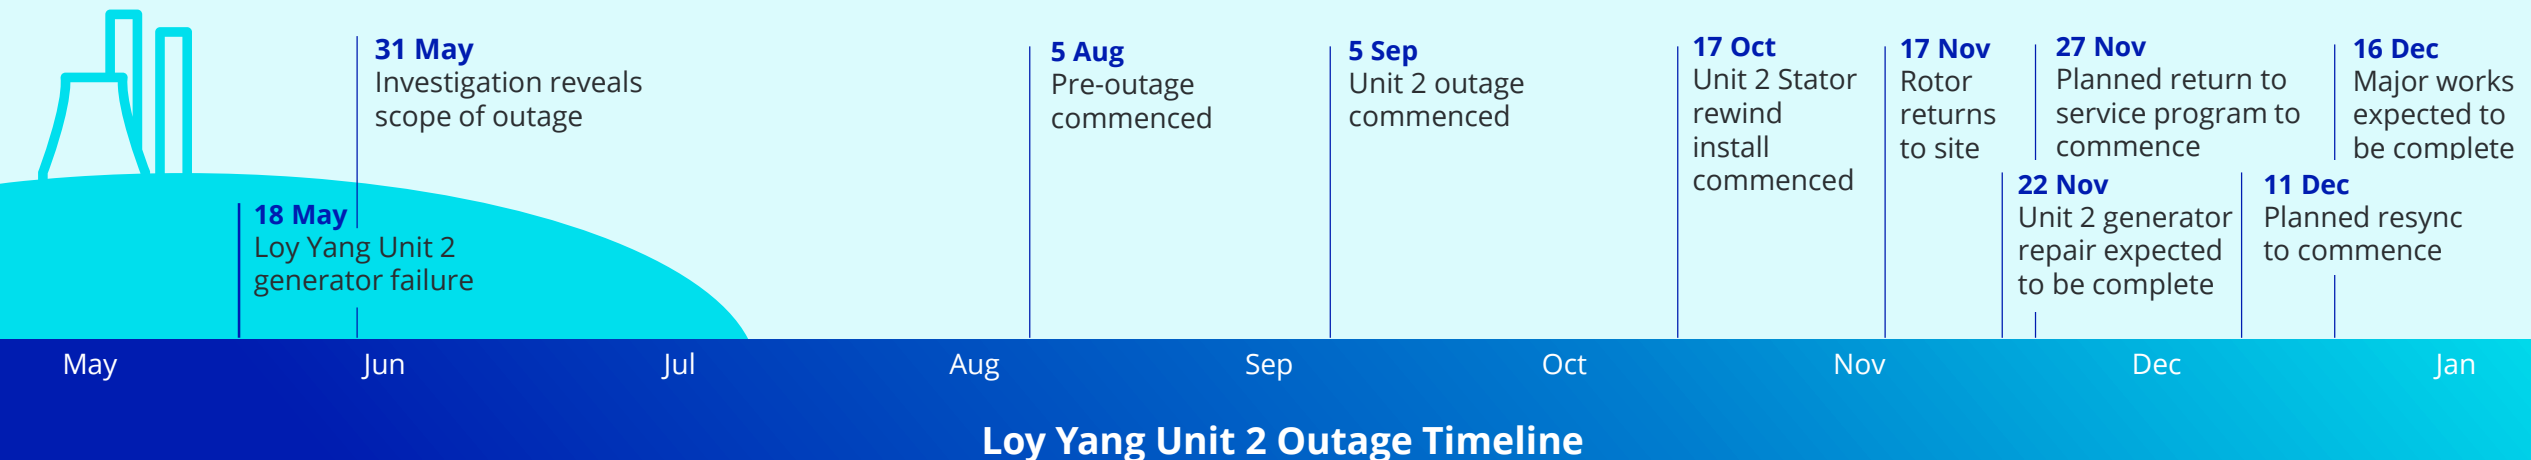 31 May
Investigation reveals
scope of outage
18 May
Loy Yang Unit 2
generator failure
5 Aug
Pre-outage
commenced
5 Sep
Unit 2 outage
commenced
17 Oct
Unit 2 Stator
rewind
install
commenced
17 Nov
Rotor
returns
to site
27 Nov
Planned return to
service program to
commence
16 Dec
Major works
expected to
be complete
22 Nov
Unit 2 generator
repair expected
to be complete
11 Dec
Planned resync
to commence
May Jun Jul Aug Sep Oct Nov Dec Jan
Loy Yang Unit 2 Outage Timeline